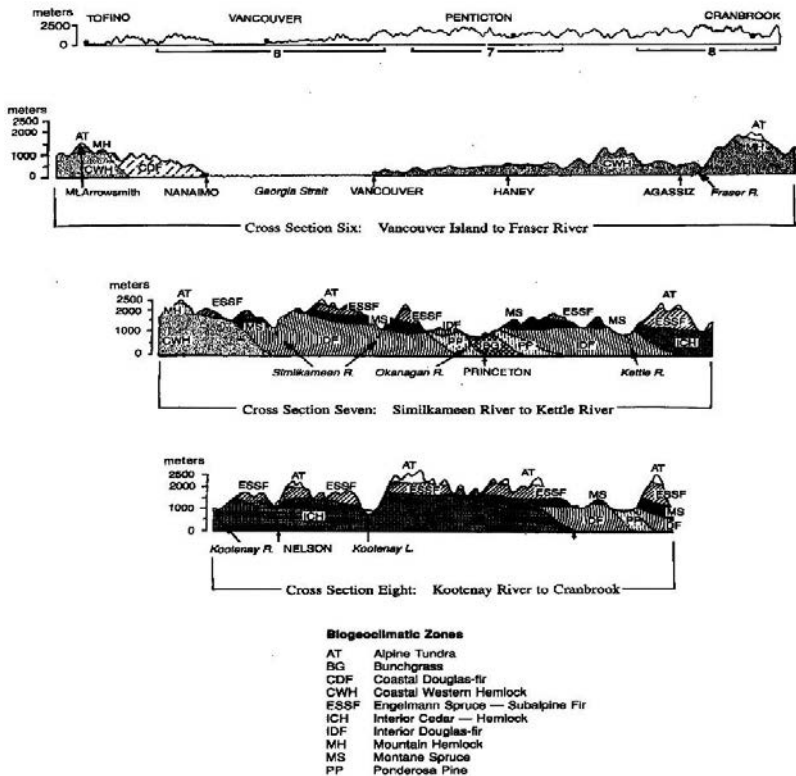 meters
TOFINO VANCOUVER PENTICTON CRANBROOK
2500
0
6 7 8
meters
2500
2000
1000
0
AT MH CWH CDF CWH AT MH
Mt.Arrowsmith NANAIMO Georgia Strait VANCOUVER HANEY AGASSIZ Fraser R.
Cross Section Six: Vancouver Island to Fraser River
meters
2500
2000
1000
0
AT ESSF AT ESSF ESSF MS ESSF AT
MH MS MS IDF MS ESSF
CWH IDF PP BG PP IDF ICH
Similkameen R. Okanagan R. PRINCETON Kettle R.
Cross Section Seven: Similkameen River to Kettle River
meters
2500
2000
1000
0
AT AT AT
ESSF ESSF ESSF AT ESSF MS ESSF
ICH IDF PP MS
IDF
Kootenay R. NELSON Kootenay L.
Cross Section Eight: Kootenay River to Cranbrook
Biogeoclimatic Zones
AT Alpine Tundra
BG Bunchgrass
CDF Coastal Douglas-fir
CWH Coastal Western Hemlock
ESSF Engelmann Spruce — Subalpine Fir
ICH Interior Cedar — Hemlock
IDF Interior Douglas-fir
MH Mountain Hemlock
MS Montane Spruce
PP Ponderosa Pine